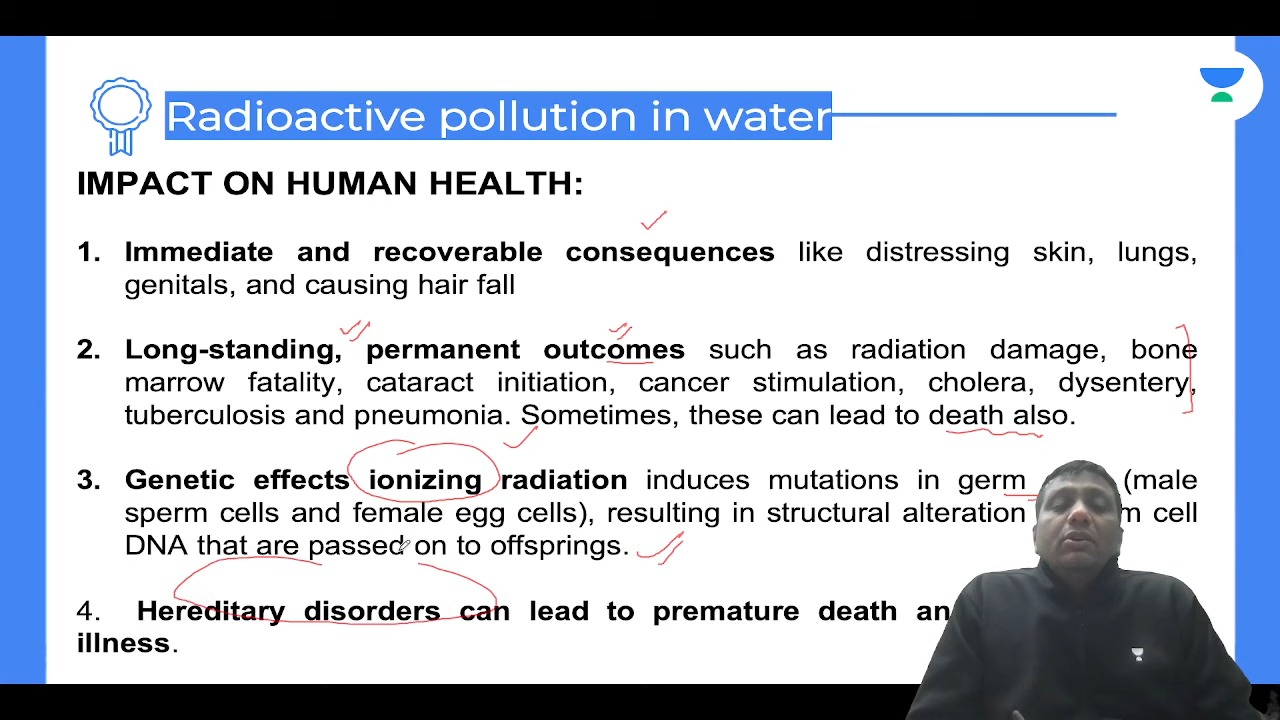 Radioactive pollution in water
IMPACT ON HUMAN HEALTH:
1. Immediate and recoverable consequences like distressing skin, lungs,
genitals, and causing hair fall
2. Long-standing, permanent outcomes such as radiation damage, bone
marrow fatality, cataract initiation, cancer stimulation, cholera, dysentery,
tuberculosis and pneumonia. Sometimes, these can lead to death also.
3. Genetic effects ionizing radiation induces mutations in germ (male
sperm cells and female egg cells), resulting in structural alteration cell
DNA that are passed on to offsprings.
4. Hereditary disorders can lead to premature death
illness.